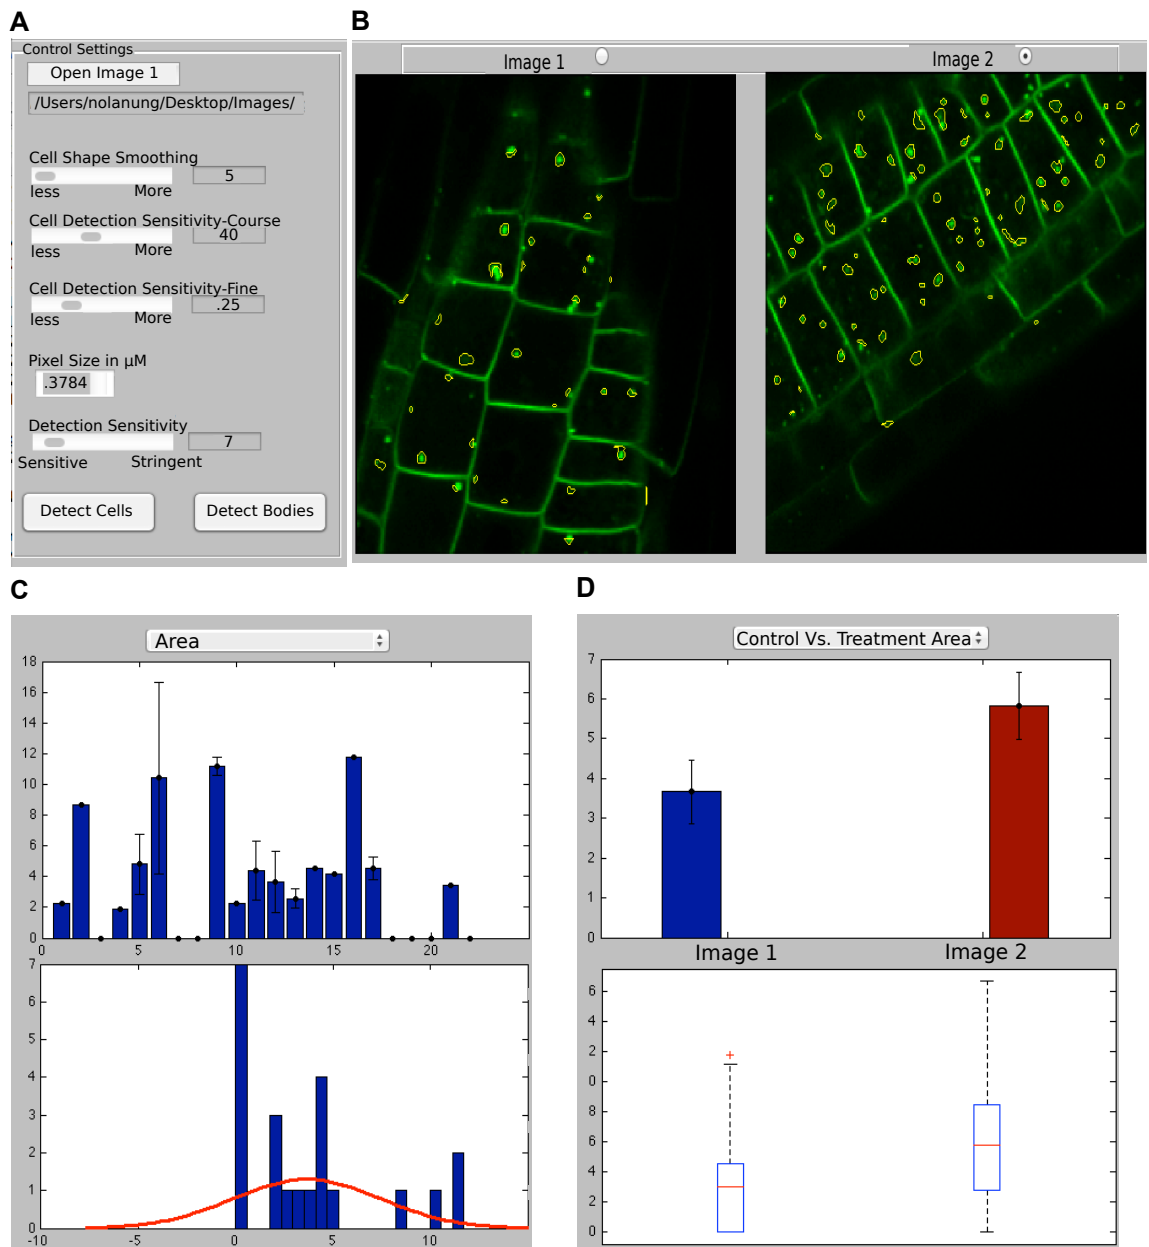 A
B
Control Settings
Open Image 1
/Users/nolanung/Desktop/Images/
Cell Shape Smoothing
5
less More
Cell Detection Sensitivity-Course
40
less More
Cell Detection Sensitivity-Fine
.25
less More
Pixel Size in µM
.3784
Detection Sensitivity
7
Sensitive Stringent
Detect Cells Detect Bodies
Image 1 Image 2
C
D
Area
18
16
14
12
10
8
6
4
2
0
0 5 10 15 20
7
6
5
4
3
2
1
0
-10 -5 0 5 10
Control Vs. Treatment Area
7
6
5
4
3
2
1
0
Image 1 Image 2
6
4
2
0
8
6
4
2
0